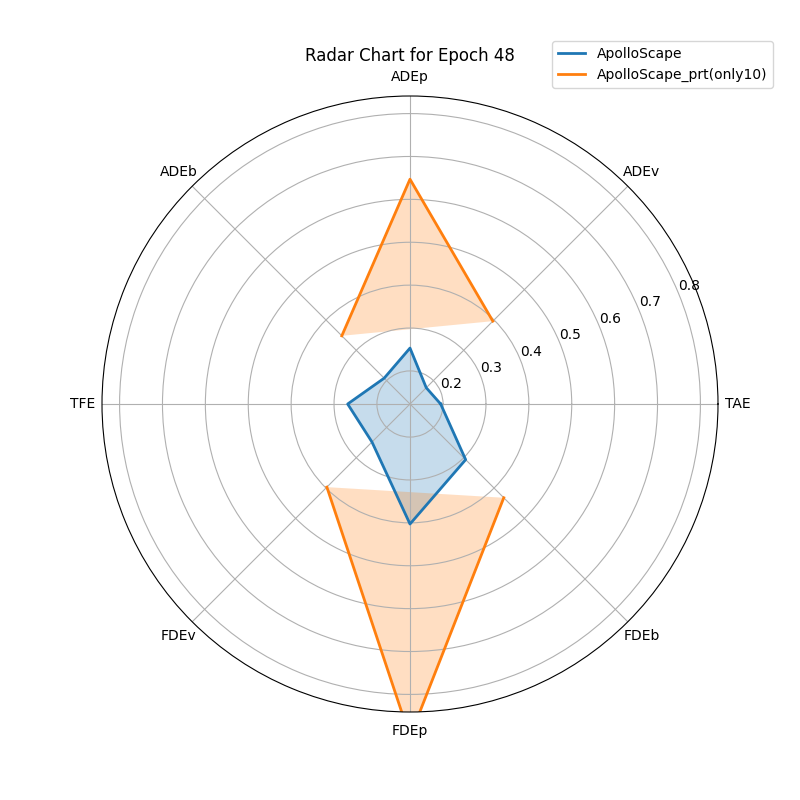 Radar Chart for Epoch 48
ApolloScape
ApolloScape_prt(only10)
ADEp
ADEb
ADEv
0.8
0.7
0.6
0.5
0.4
0.3
0.2
TFE
TAE
FDEv
FDEb
FDEp